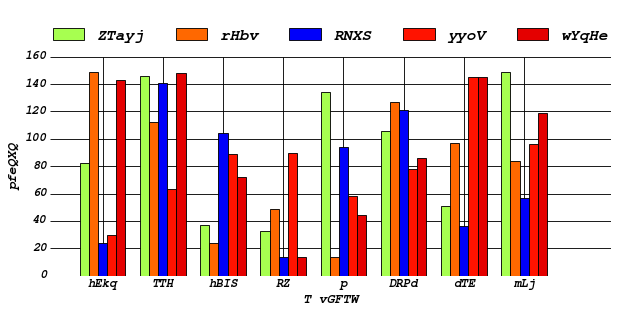 ZTayj rHbv RNXS yyoV wYqHe
160
140
120
100
80
60
40
20
0
pfeQXQ
hEkq TTH hBIS RZ p DRPd dTE mLj
T vGFTW